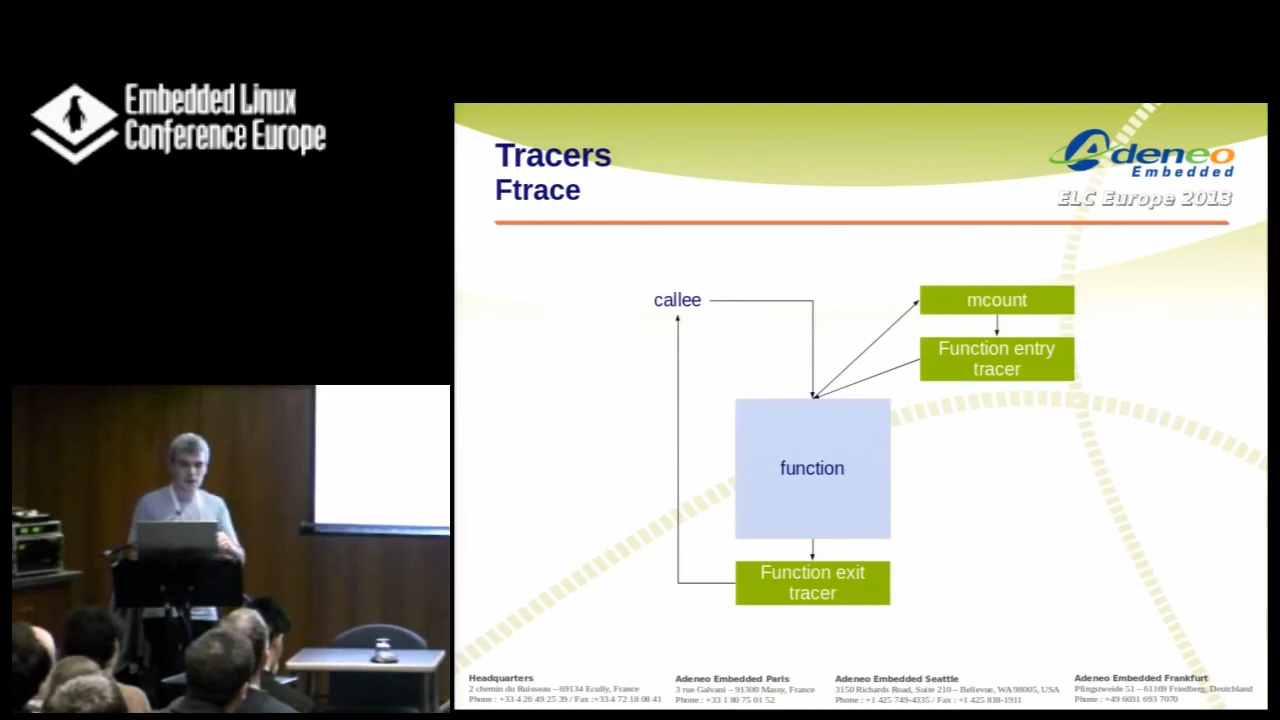 Embedded Linux
Conference Europe
Tracers
Ftrace
Adeneo
Embedded
ELC Europe 2013
callee
mcount
Function entry
tracer
function
Function exit
tracer
Headquarters
2 chemin du Ruisseau – 69134 Ecully, France
Phone : +33 4 26 49 25 39 / Fax :+33 4 72 18 08 41
Adeneo Embedded Paris
3 rue Galvani – 91300 Massy, France
Phone : +33 1 80 75 01 52
Adeneo Embedded Seattle
3150 Richards Road, Suite 210 – Bellevue, WA 98005, USA
Phone : +1 425 749-4335 / Fax : +1 425 818-1911
Adeneo Embedded Frankfurt
Pfingstweide 51 – 61169 Friedberg, Deutchland
Phone : +49 6031 693 7070